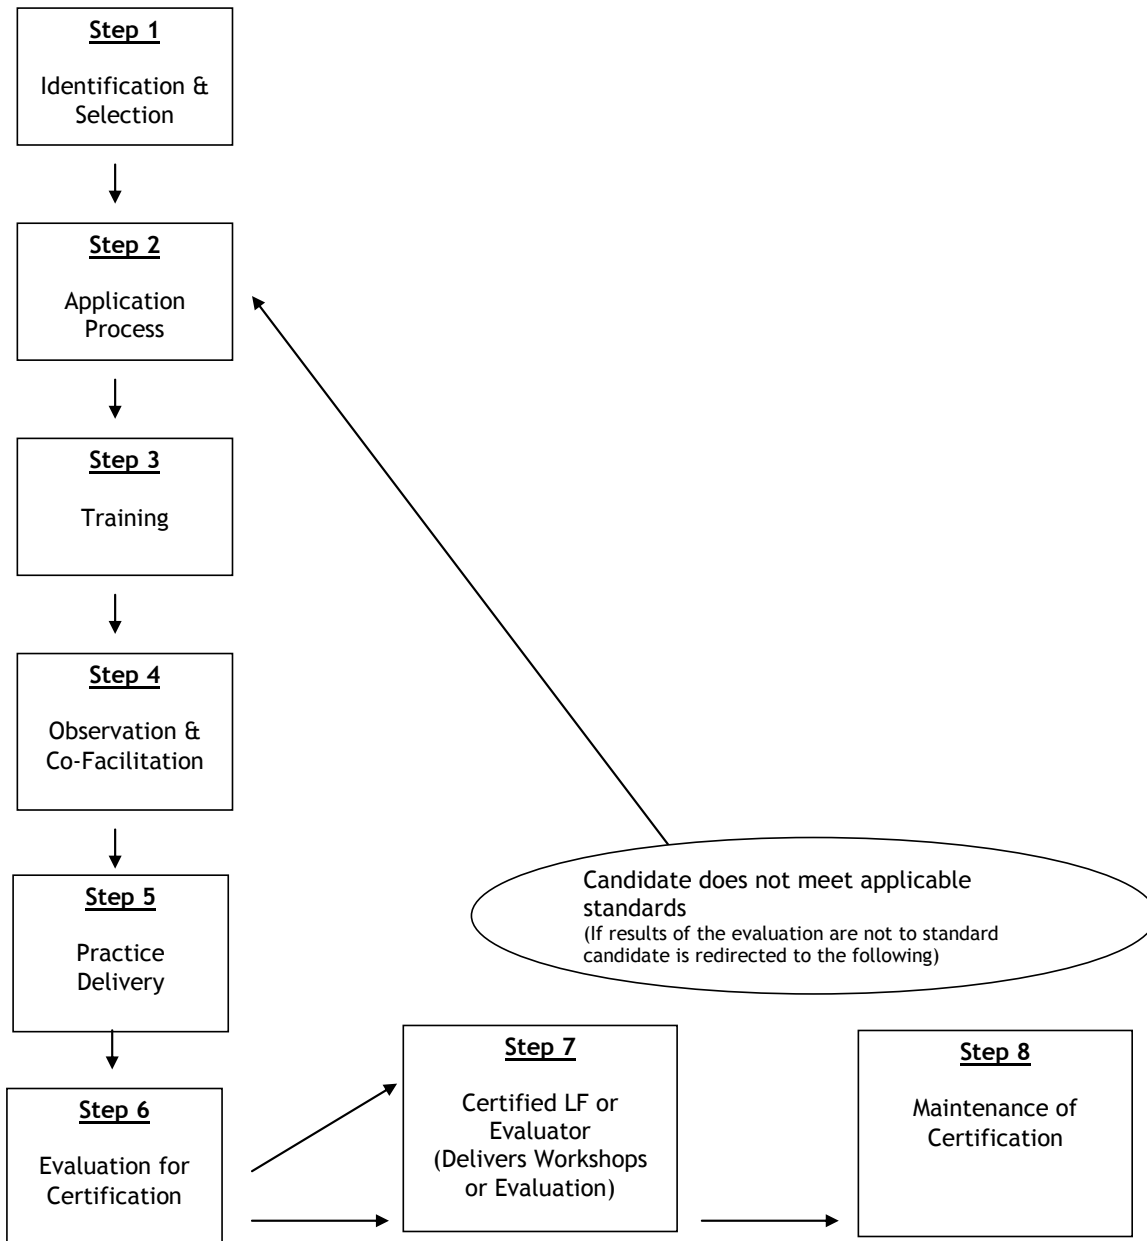 Step 1
Identification &
Selection
Step 2
Application
Process
Step 3
Training
Step 4
Observation &
Co-Facilitation
Step 5
Practice
Delivery
Candidate does not meet applicable
standards
(If results of the evaluation are not to standard
candidate is redirected to the following)
Step 6
Evaluation for
Certification
Step 7
Certified LF or
Evaluator
(Delivers Workshops
or Evaluation)
Step 8
Maintenance of
Certification